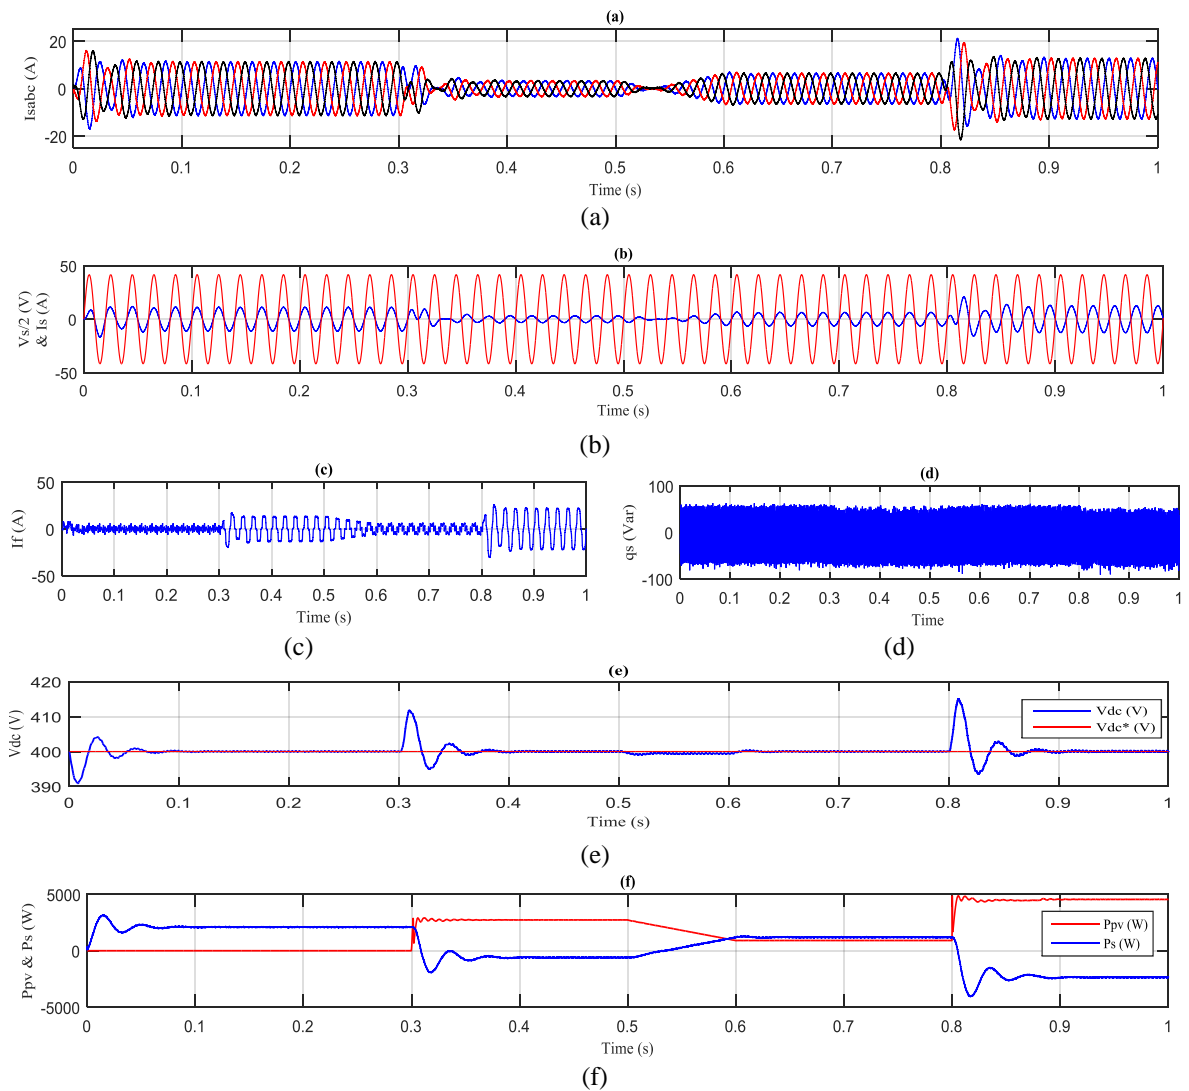 (a)
Isabc (A)
20
0
-20
0 0.1 0.2 0.3 0.4 0.5 0.6 0.7 0.8 0.9 1
Time (s)
(a)
(b)
Vs/2 (V)
& Is (A)
50
0
-50
0 0.1 0.2 0.3 0.4 0.5 0.6 0.7 0.8 0.9 1
Time (s)
(b)
(c)
If (A)
50
0
-50
0 0.1 0.2 0.3 0.4 0.5 0.6 0.7 0.8 0.9 1
Time (s)
(c)
(d)
qs (Var)
100
0
-100
0 0.1 0.2 0.3 0.4 0.5 0.6 0.7 0.8 0.9 1
Time
(d)
(e)
Vdc (V)
420
410
400
390
Vdc (V)
Vdc* (V)
0 0.1 0.2 0.3 0.4 0.5 0.6 0.7 0.8 0.9 1
Time (s)
(e)
(f)
Ppv & Ps (W)
5000
0
-5000
Ppv (W)
Ps (W)
0 0.1 0.2 0.3 0.4 0.5 0.6 0.7 0.8 0.9 1
Time (s)
(f)